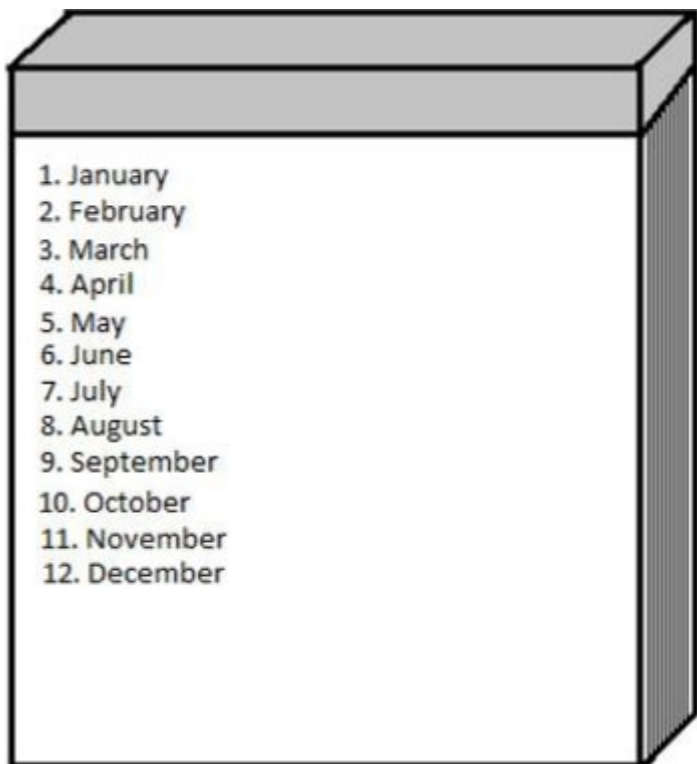 1. January
2. February
3. March
4. April
5. May
6. June
7. July
8. August
9. September
10. October
11. November
12. December